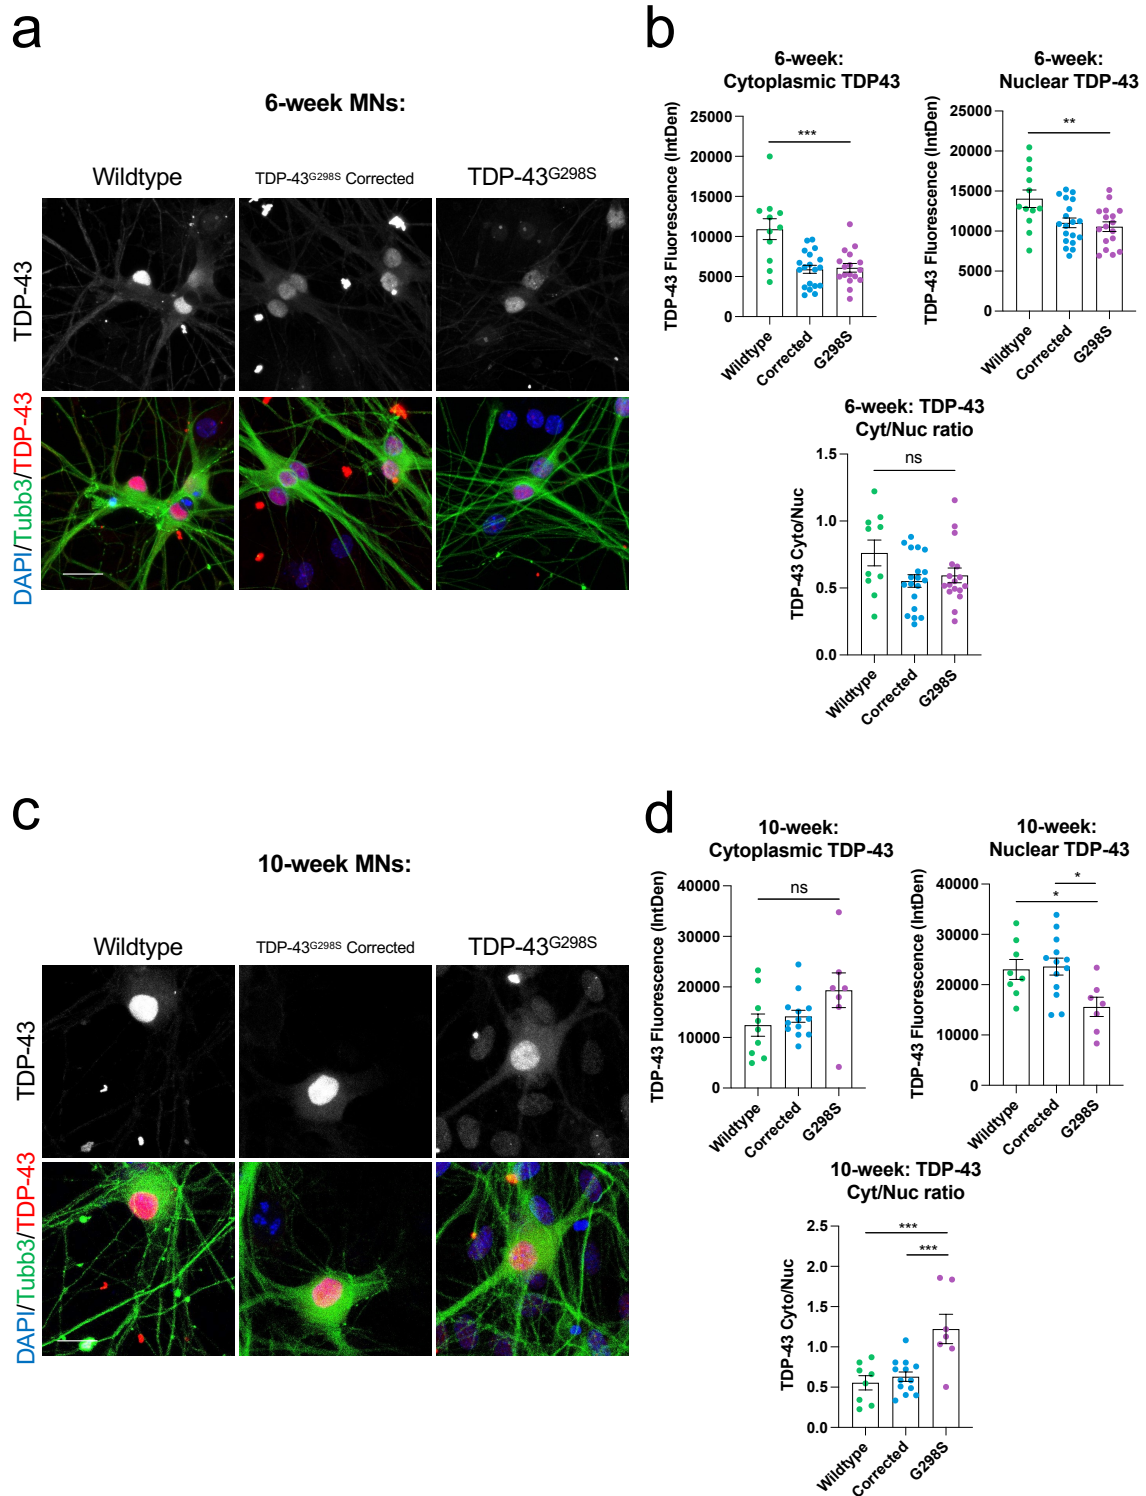 a
6-week MNs:
Wildtype
TDP-43G298S Corrected
TDP-43G298S
TDP-43
DAPI/Tubb3/TDP-43
b
6-week:
Cytoplasmic TDP43
TDP-43 Fluorescence (IntDen)
25000
20000
15000
10000
5000
0
***
Wildtype
Corrected
G298S
6-week:
Nuclear TDP-43
TDP-43 Fluorescence (IntDen)
25000
20000
15000
10000
5000
0
**
Wildtype
Corrected
G298S
6-week: TDP-43
Cyt/Nuc ratio
TDP-43 Cyto/Nuc
1.5
1.0
0.5
0.0
ns
Wildtype
Corrected
G298S
c
10-week MNs:
Wildtype
TDP-43G298S Corrected
TDP-43G298S
TDP-43
DAPI/Tubb3/TDP-43
d
10-week:
Cytoplasmic TDP-43
TDP-43 Fluorescence (IntDen)
40000
30000
20000
10000
0
ns
Wildtype
Corrected
G298S
10-week:
Nuclear TDP-43
TDP-43 Fluorescence (IntDen)
40000
30000
20000
10000
0
*
*
Wildtype
Corrected
G298S
10-week: TDP-43
Cyt/Nuc ratio
TDP-43 Cyto/Nuc
2.5
2.0
1.5
1.0
0.5
0.0
***
***
Wildtype
Corrected
G298S